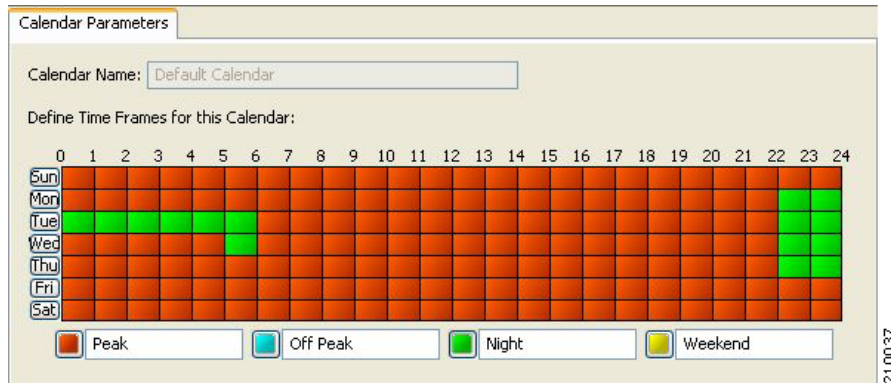 Calendar Parameters
Calendar Name: Default Calendar
Define Time Frames for this Calendar:
0 1 2 3 4 5 6 7 8 9 10 11 12 13 14 15 16 17 18 19 20 21 22 23 24
Sun
Mon
Tue
Wed
Thu
Fri
Sat
Peak Off Peak Night Weekend
210037